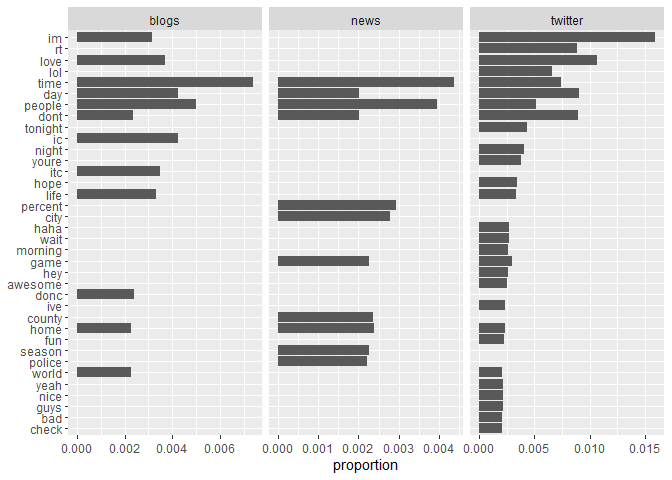 blogs news twitter
im
rt
love
lol
time
day
people
dont
tonight
ic
night
youre
itc
hope
life
percent
city
haha
wait
morning
game
hey
awesome
donc
ive
county
home
fun
season
police
world
yeah
nice
guys
bad
check
0.000 0.002 0.004 0.006 0.000 0.001 0.002 0.003 0.004 0.000 0.005 0.010 0.015
proportion